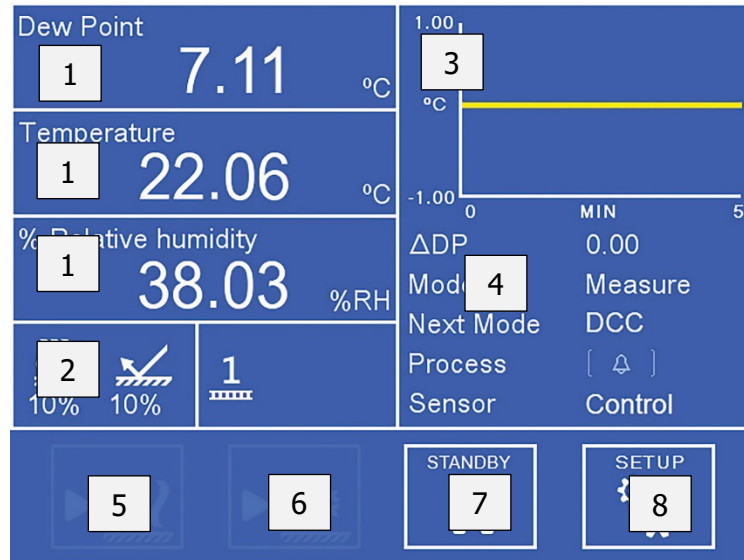 Dew Point
1
7.11
ºC
Temperature
1
22.06
ºC
% Relative humidity
1
38.03
%RH
2
10%
10%
1
1.00
3
ºC
-1.00
0
MIN
5
ΔDP
0.00
4
Measure
Next Mode
DCC
Process
[ ]
Sensor
Control
5
6
STANDBY
7
SETUP
8